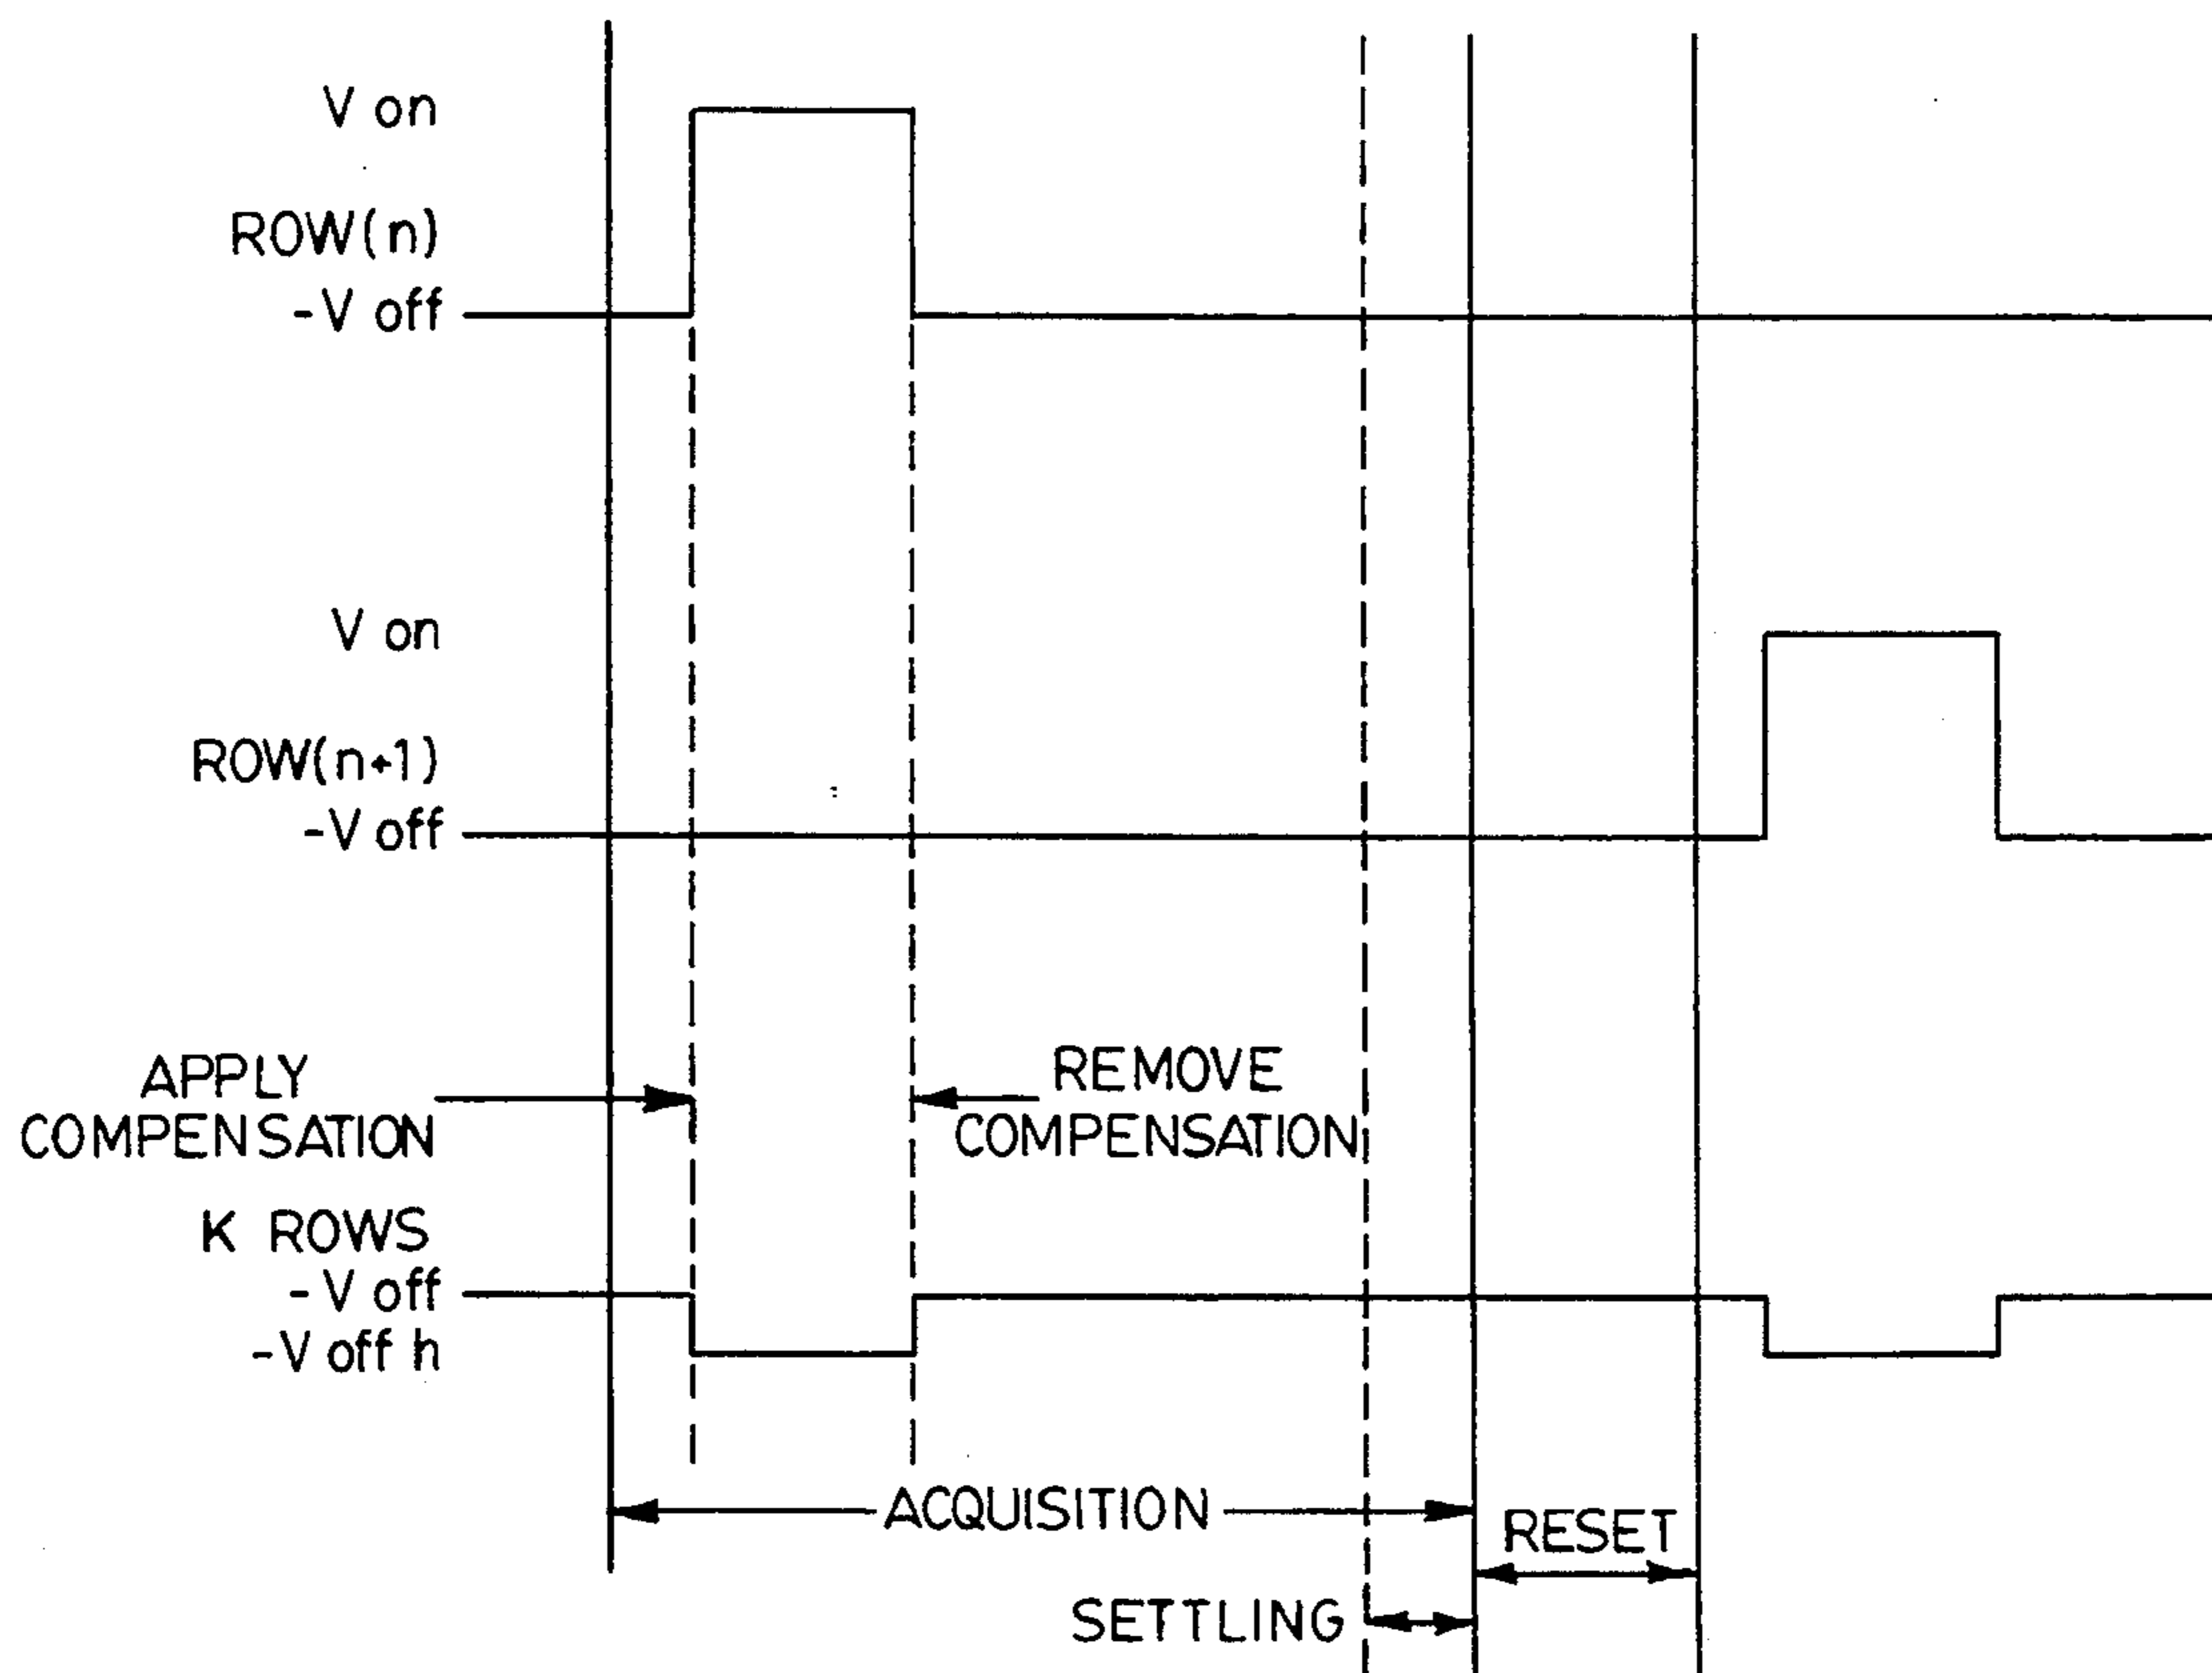 V on
ROW(n)
-V off
V on
ROW(n+1)
-V off
APPLY
COMPENSATION
REMOVE
COMPENSATION
K ROWS
-V off
-V off h
ACQUISITION
RESET
SETTLING